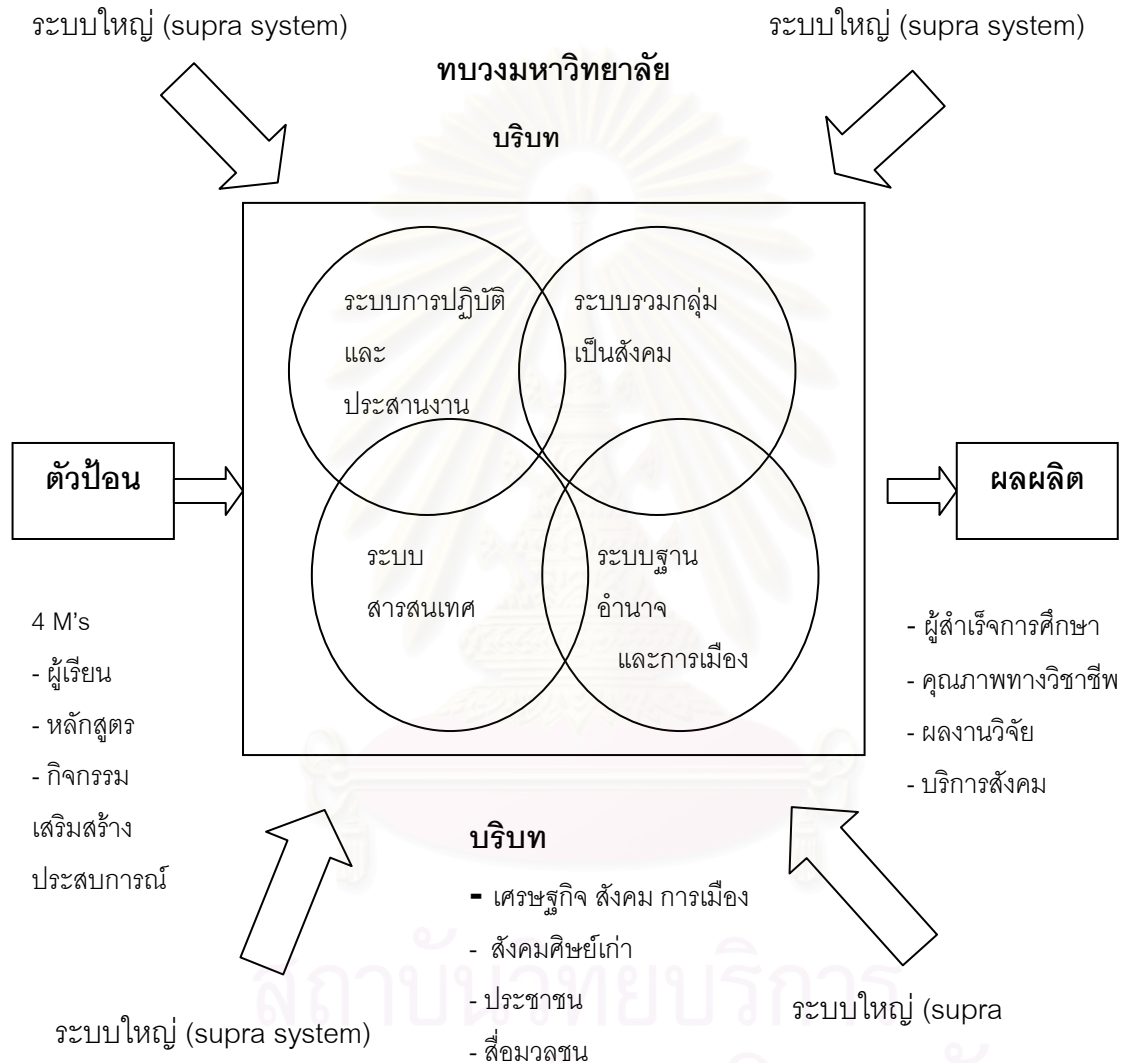 ระบบใหญ่ (supra system)
ระบบใหญ่ (supra system)
ทบวงมหาวิทยาลัย
บริบท
ระบบการปฏิบัติ
และ
ประสานงาน
ระบบรวมกลุ่ม
เป็นสังคม
ตัวป้อน
ผลผลิต
ระบบ
สารสนเทศ
ระบบฐาน
อำนาจ
และการเมือง
4 M's
- ผู้เรียน
- หลักสูตร
- กิจกรรม
เสริมสร้าง
ประสบการณ์
- ผู้สำเร็จการศึกษา
- คุณภาพทางวิชาชีพ
- ผลงานวิจัย
- บริการสังคม
บริบท
- เศรษฐกิจ สังคม การเมือง
- สังคมศิษย์เก่า
- ประชาชน
- สื่อมวลชน
ระบบใหญ่ (supra system)
ระบบใหญ่ (supra
สถาบันวิทยบริการ